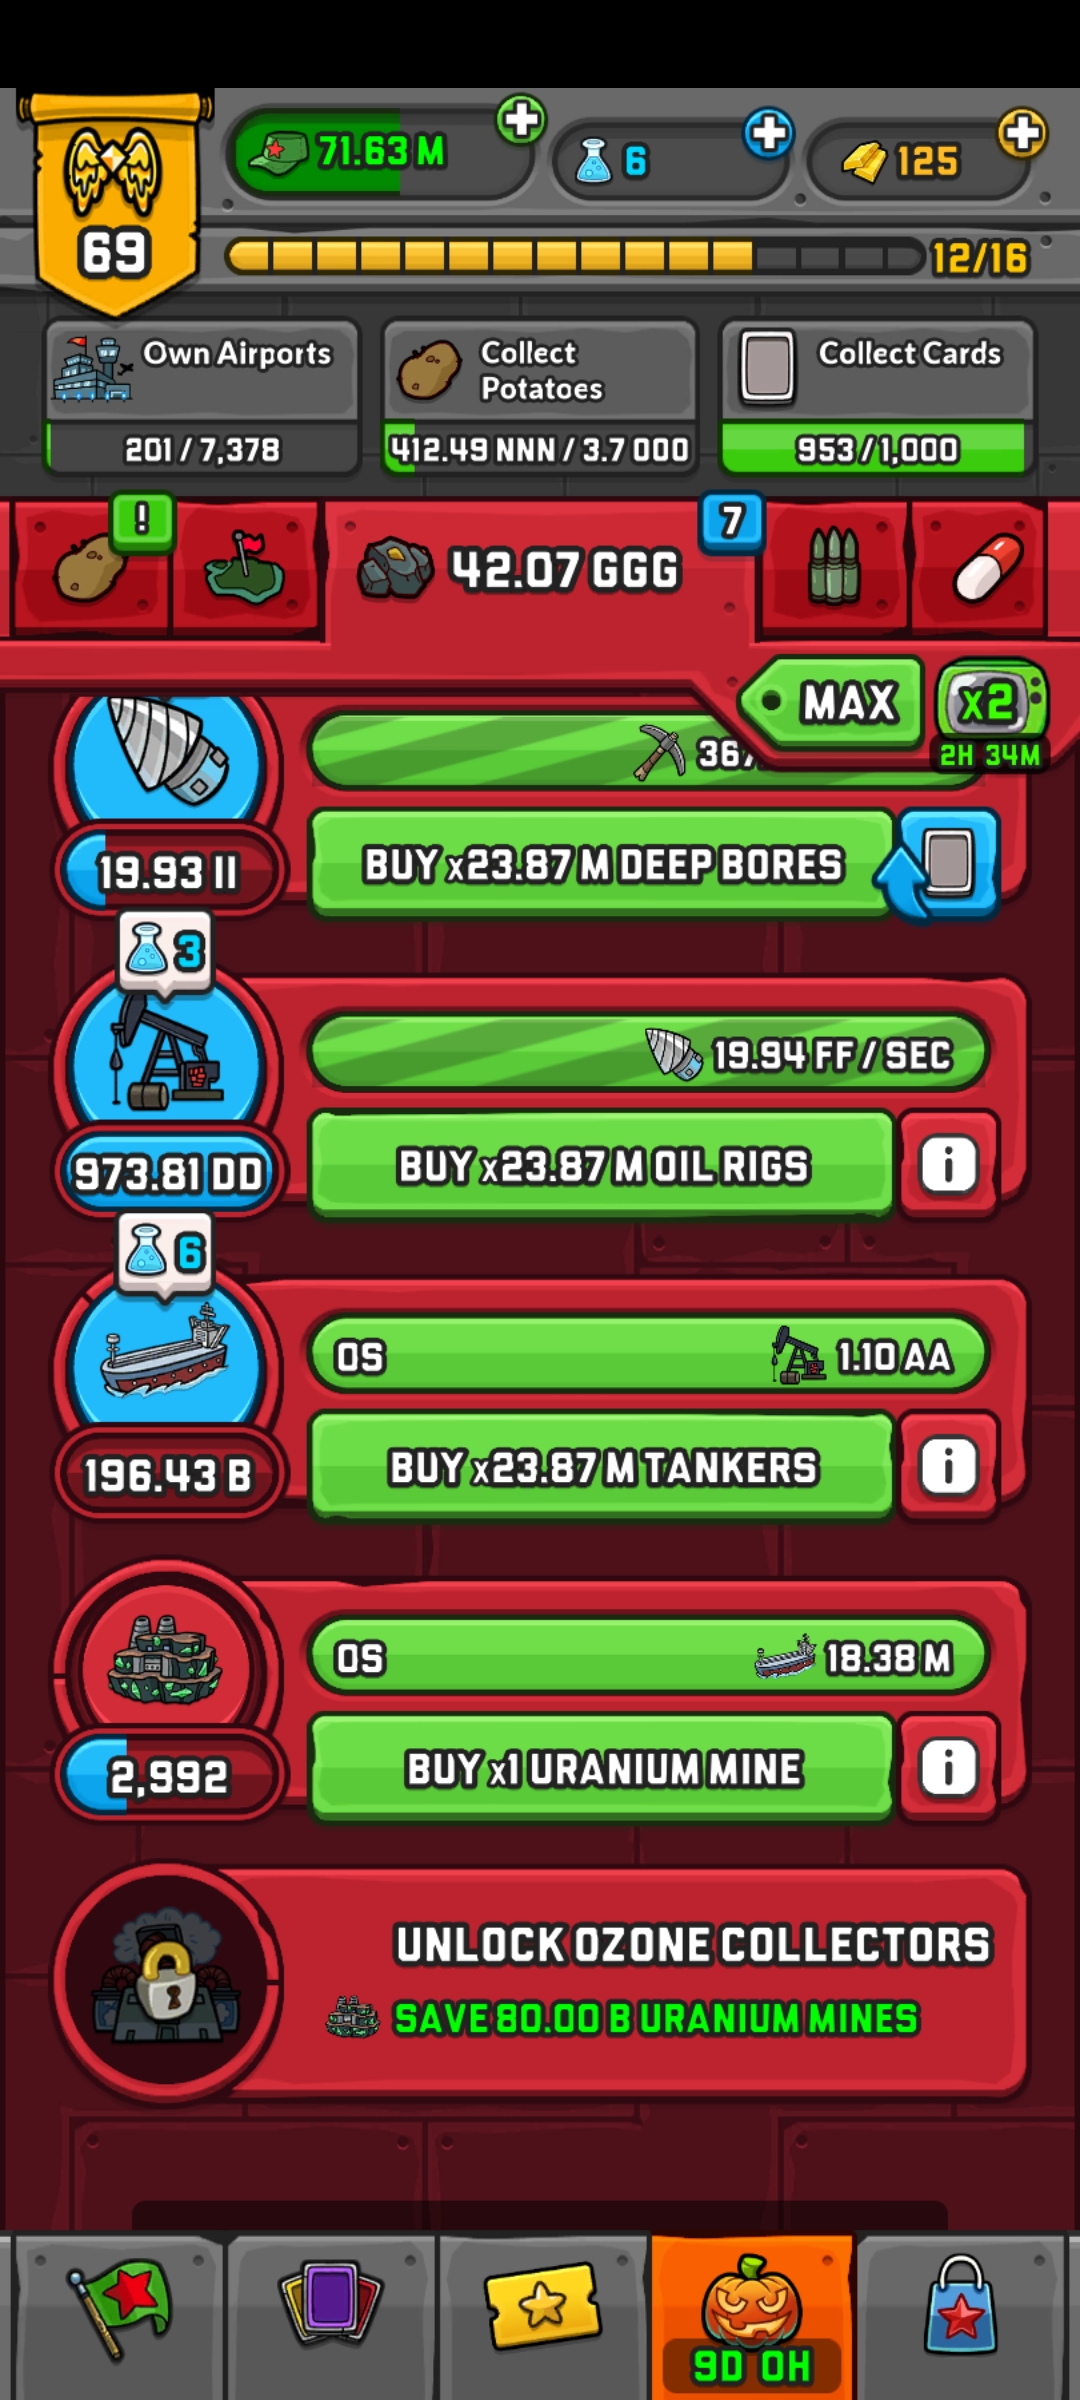 71.63 M
6
125
69
12/16
Own Airports
201 / 7,378
Collect
Potatoes
412.49 NNN / 3.7 OOO
Collect Cards
953 / 1,000
!
42.07 GGG
7
MAX
x2
2H 34M
367
19.93 II
BUY x23.87 M DEEP BORES
3
19.94 FF / SEC
973.81 DD
BUY x23.87 M OIL RIGS
i
6
0S
1.10 AA
196.43 B
BUY x23.87 M TANKERS
i
0S
18.38 M
2,992
BUY x1 URANIUM MINE
i
UNLOCK OZONE COLLECTORS
SAVE 80.00 B URANIUM MINES
9D 0H